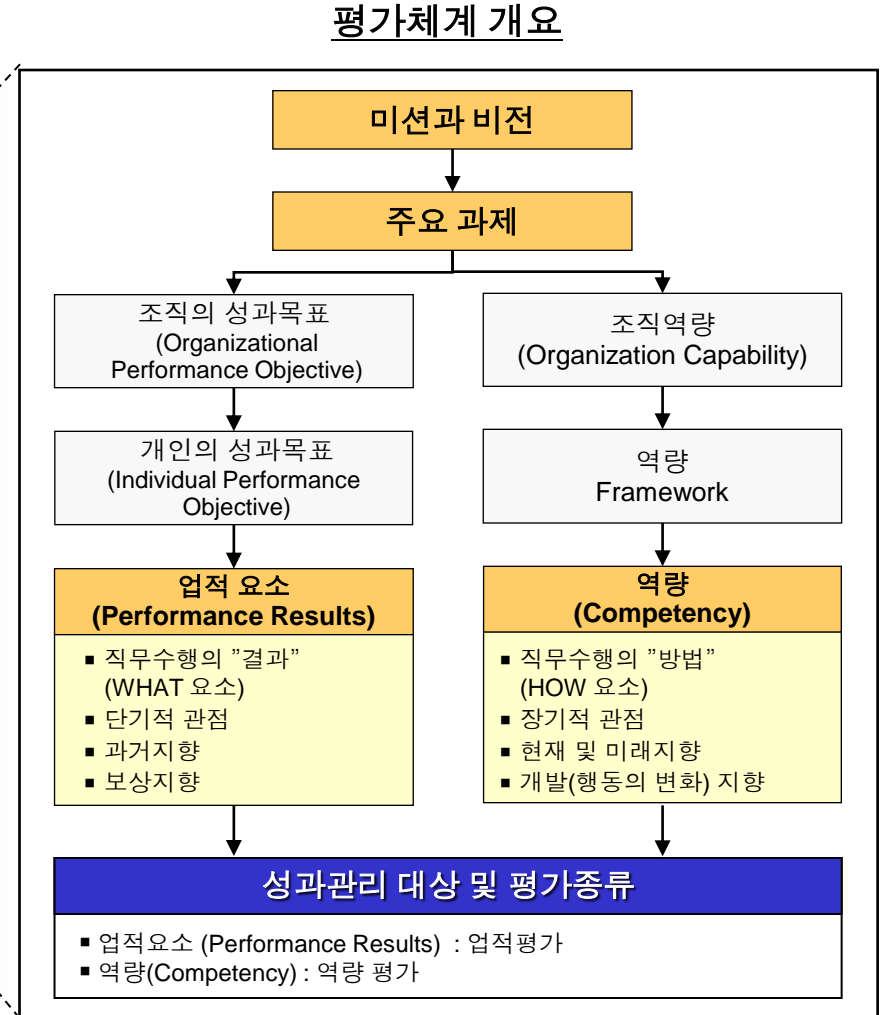 평가체계 개요
미션과 비전
주요 과제
조직의 성과목표
(Organizational
Performance Objective)
개인의 성과목표
(Individual Performance
Objective)
업적 요소
(Performance Results)
■ 직무수행의 ”결과”
(WHAT 요소)
■ 단기적 관점
■ 과거지향
■ 보상지향
조직역량
(Organization Capability)
역량
Framework
역량
(Competency)
■ 직무수행의 ”방법”
(HOW 요소)
■ 장기적 관점
■ 현재 및 미래지향
■ 개발(행동의 변화) 지향
성과관리 대상 및 평가종류
■ 업적요소 (Performance Results) : 업적평가
■ 역량(Competency) : 역량 평가